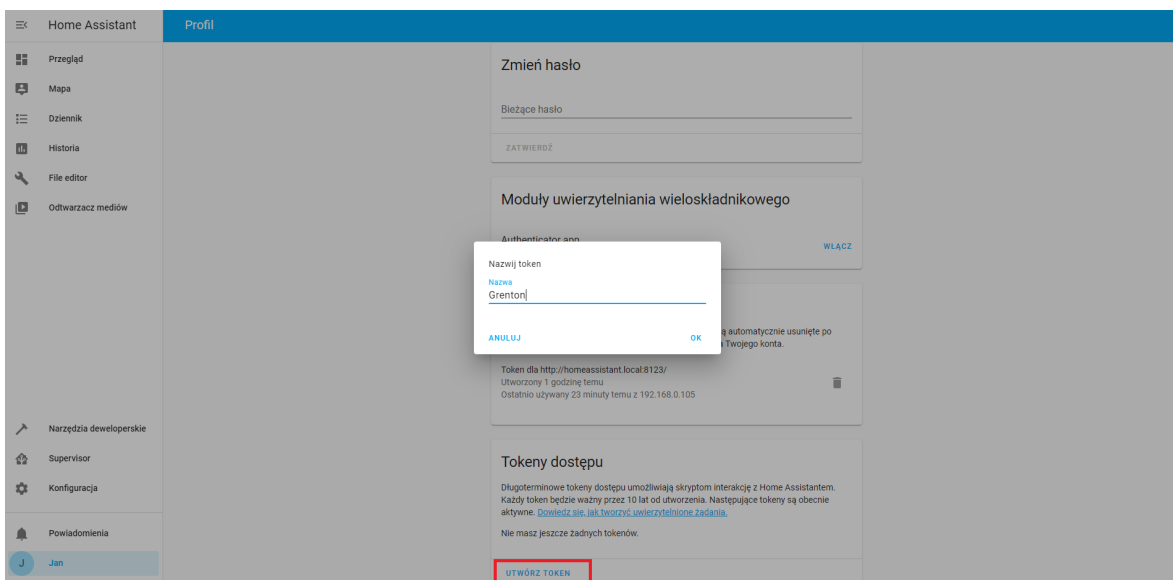 Home Assistant
Profil
Przegląd
Mapa
Dziennik
Historia
File editor
Odtwarzacz mediów
Narzędzia deweloperskie
Supervisor
Konfiguracja
Powiadomienia
J
Jan
Zmień hasło
Bieżące hasło
ZATWIERDŹ
Moduły uwierzytelniania wieloskładnikowego
Authenticator app
WŁĄCZ
Nazwij token
Nazwa
Grenton
ANULUJ
OK
automatycznie usunięte po
Twojego konta.
Token dla http://homeassistant.local:8123/
Utworzony 1 godzinę temu
Ostatnio używany 23 minuty temu z 192.168.0.105
Tokeny dostępu
Długoterminowe tokeny dostępu umożliwiają skryptom interakcję z Home Assistantem.
Każdy token będzie ważny przez 10 lat od utworzenia. Następujące tokeny są obecnie
aktywne. Dowiedz się, jak tworzyć uwierzytelnione żądania.
Nie masz jeszcze żadnych tokenów.
UTWÓRZ TOKEN